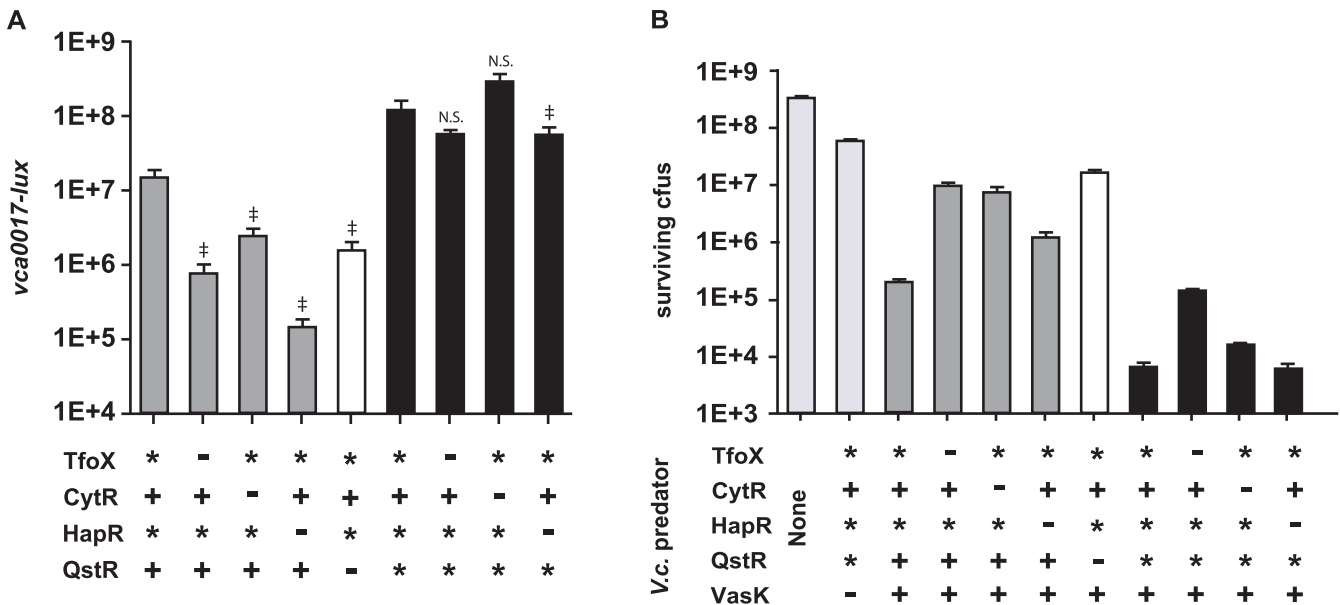 A
vca0017-lux
1E+9
1E+8
1E+7
1E+6
1E+5
1E+4
‡
‡
‡
‡
N.S.
N.S.
‡
TfoX * - * * * * - * *
CytR + + - + + + + - +
HapR * * * - * * * * -
QstR + + + + - * * * *
B
surviving cfus
1E+9
1E+8
1E+7
1E+6
1E+5
1E+4
1E+3
V.c. predator
None
TfoX * * - * * * * - * *
CytR + + + - + + + + - +
HapR * * * * - * * * * -
QstR * + + + + - * * * *
VasK - + + + + + + + + +